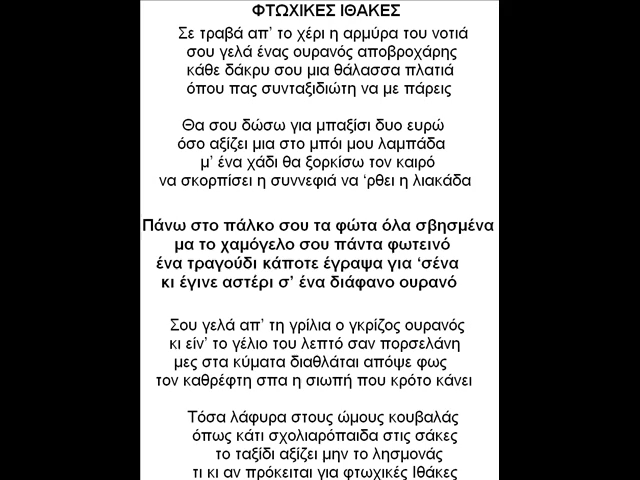 ΦΤΩΧΙΚΕΣ ΙΘΑΚΕΣ
Σε τραβά απ’ το χέρι η αρμύρα του νοτιά
σου γελά ένας ουρανός αποβροχάρης
κάθε δάκρυ σου μια θάλασσα πλατιά
όπου πας συνταξιδιώτη να με πάρεις
Θα σου δώσω για μπαξίσι δυο ευρώ
όσο αξίζει μια στο μπόι μου λαμπάδα
μ’ ένα χάδι θα ξορκίσω τον καιρό
να σκορπίσει η συννεφιά να ‘ρθει η λιακάδα
Πάνω στο πάλκο σου τα φώτα όλα σβησμένα
μα το χαμόγελο σου πάντα φωτεινό
ένα τραγούδι κάποτε έγραψα για ‘σένα
κι έγινε αστέρι σ’ ένα διάφανο ουρανό
Σου γελά απ’ τη γρίλια ο γκρίζος ουρανός
κι είν’ το γέλιο του λεπτό σαν πορσελάνη
μες στα κύματα διαθλάται απόψε φως
τον καθρέφτη σπα η σιωπή που κρότο κάνει
Τόσα λάφυρα στους ώμους κουβαλάς
όπως κάτι σχολιαρόπαιδα στις σάκες
το ταξίδι αξίζει μην το λησμονάς
τι κι αν πρόκειται για φτωχικές Ιθάκες